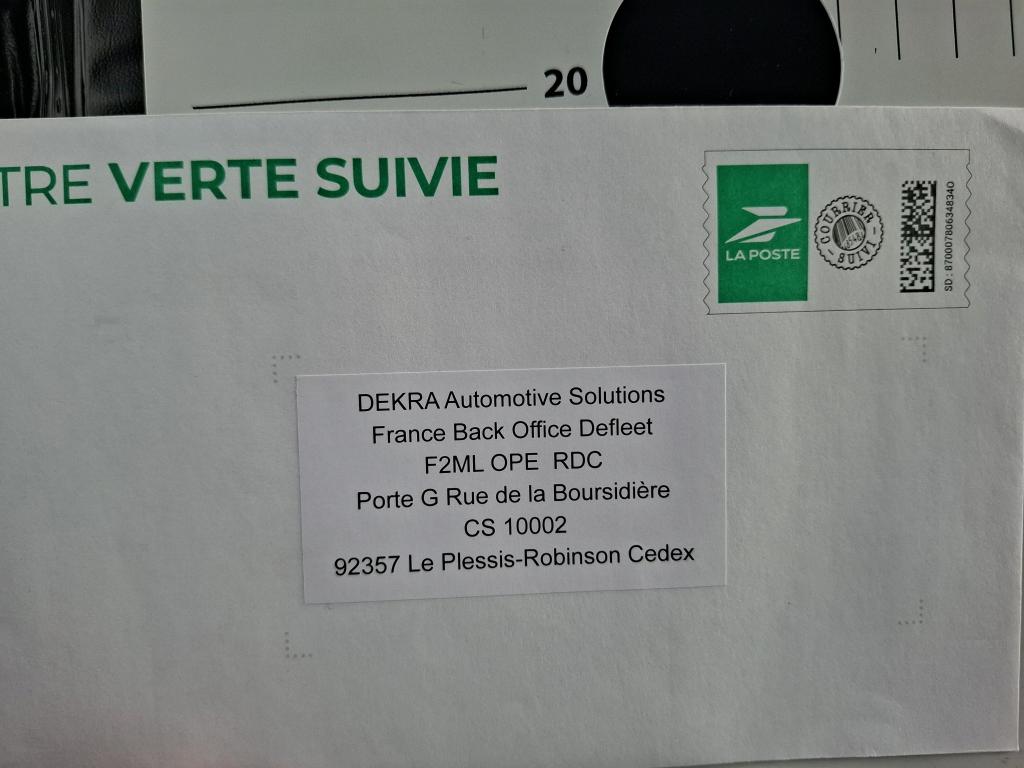 20
TRE VERTE SUIVIE
LA POSTE
COURRIER SUIVI
SD : 87000780634834O
DEKRA Automotive Solutions
France Back Office Defleet
F2ML OPE RDC
Porte G Rue de la Boursidière
CS 10002
92357 Le Plessis-Robinson Cedex